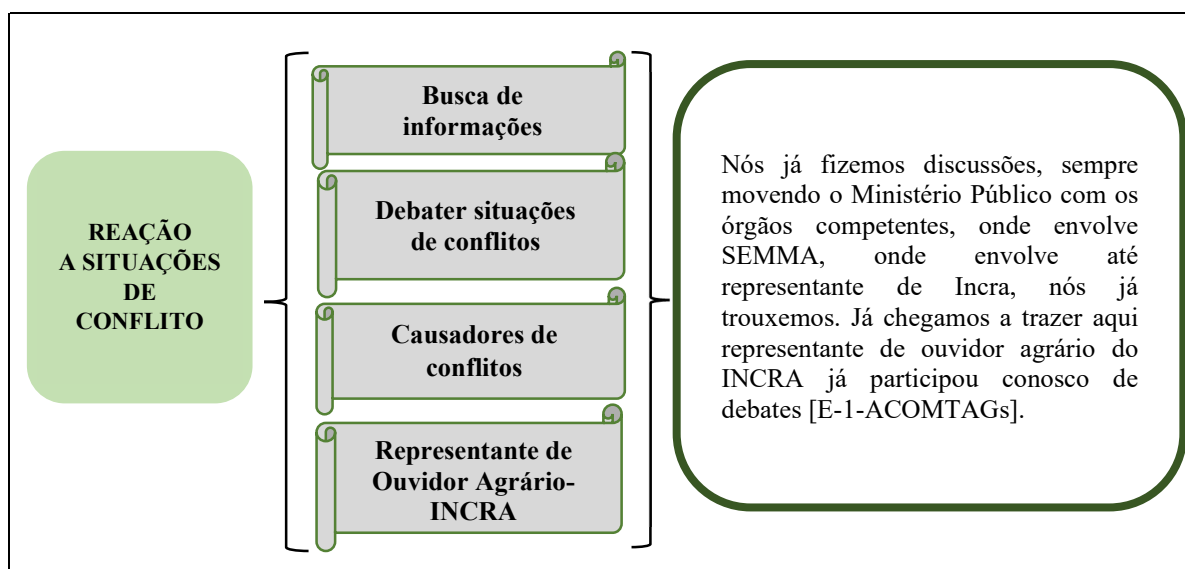 REAÇÃO
A SITUAÇÕES
DE
CONFLITO
Busca de
informações
Debater situações
de conflitos
Causadores de
conflitos
Representante de
Ouvidor Agrário-
INCRA
Nós já fizemos discussões, sempre
movendo o Ministério Público com os
órgãos competentes, onde envolve
SEMMA, onde envolve até
representante de Incra, nós já
trouxemos. Já chegamos a trazer aqui
representante de ouvidor agrário do
INCRA já participou conosco de
debates [E-1-ACOMTAGs].